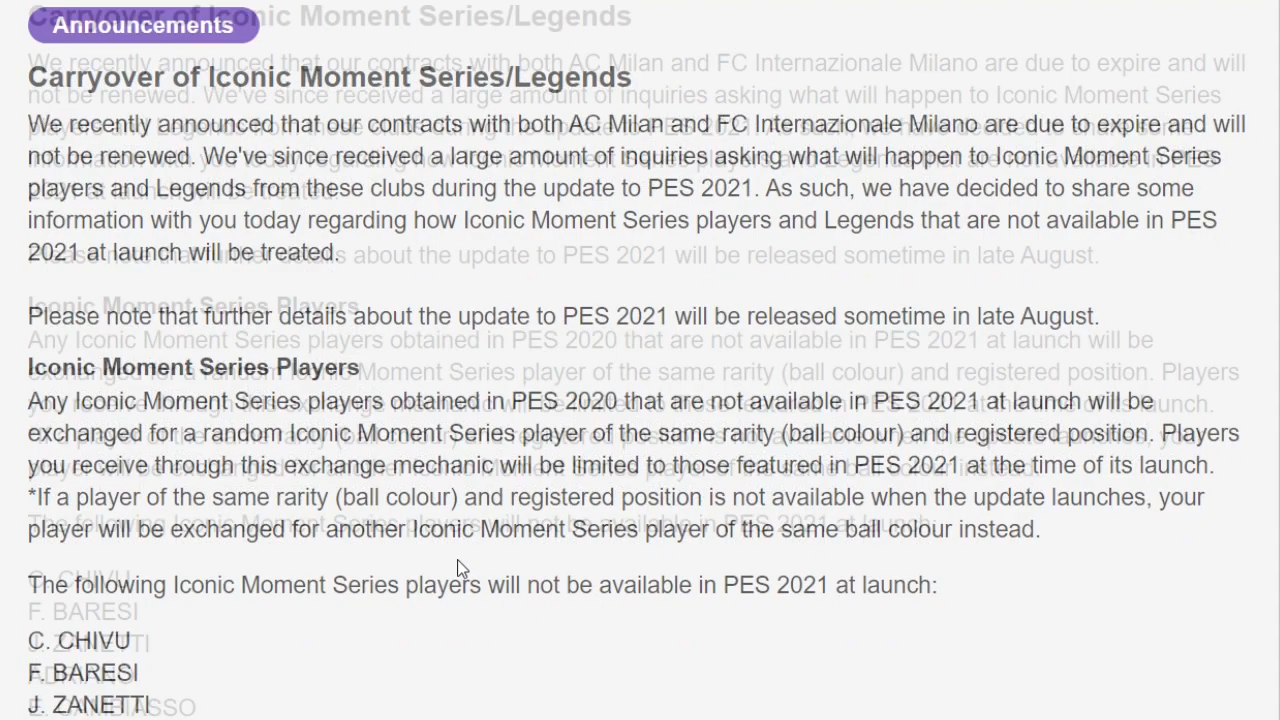 Announcements
Carryover of Iconic Moment Series/Legends
We recently announced that our contracts with both AC Milan and FC Internazionale Milano are due to expire and will
not be renewed. We've since received a large amount of inquiries asking what will happen to Iconic Moment Series
players and Legends from these clubs during the update to PES 2021. As such, we have decided to share some
information with you today regarding how Iconic Moment Series players and Legends that are not available in PES
2021 at launch will be treated.
Please note that further details about the update to PES 2021 will be released sometime in late August.
Iconic Moment Series Players
Any Iconic Moment Series players obtained in PES 2020 that are not available in PES 2021 at launch will be
exchanged for a random Iconic Moment Series player of the same rarity (ball colour) and registered position. Players
you receive through this exchange mechanic will be limited to those featured in PES 2021 at the time of its launch.
*If a player of the same rarity (ball colour) and registered position is not available when the update launches, your
player will be exchanged for another Iconic Moment Series player of the same ball colour instead.
The following Iconic Moment Series players will not be available in PES 2021 at launch:
C. CHIVU
F. BARESI
J. ZANETTI
ADRIANO
E. CAMBIASSO